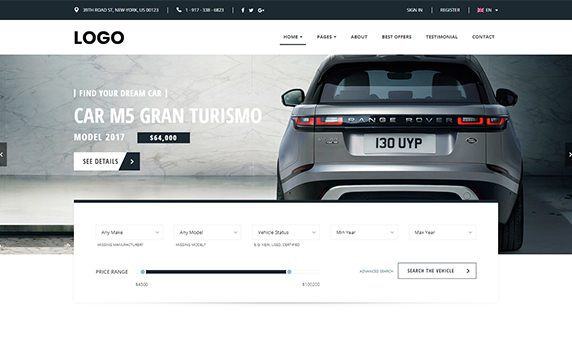 39TH ROAD ST, NEW-YORK, US 00123 1 - 917 - 338 - 6823 SIGN IN REGISTER EN
LOGO HOME PAGES ABOUT BEST OFFERS TESTIMONIAL CONTACT
FIND YOUR DREAM CAR
CAR M5 GRAN TURISMO
MODEL 2017 $64,000
SEE DETAILS
RANGE ROVER
I30 UYP
Any Make Any Model Vehicle Status Min Year Max Year
MISSING MANUFACTURER? MISSING MODEL? E.G: NEW, USED, CERTIFIED
PRICE RANGE ADVANCED SEARCH SEARCH THE VEHICLE
$4500 $100200